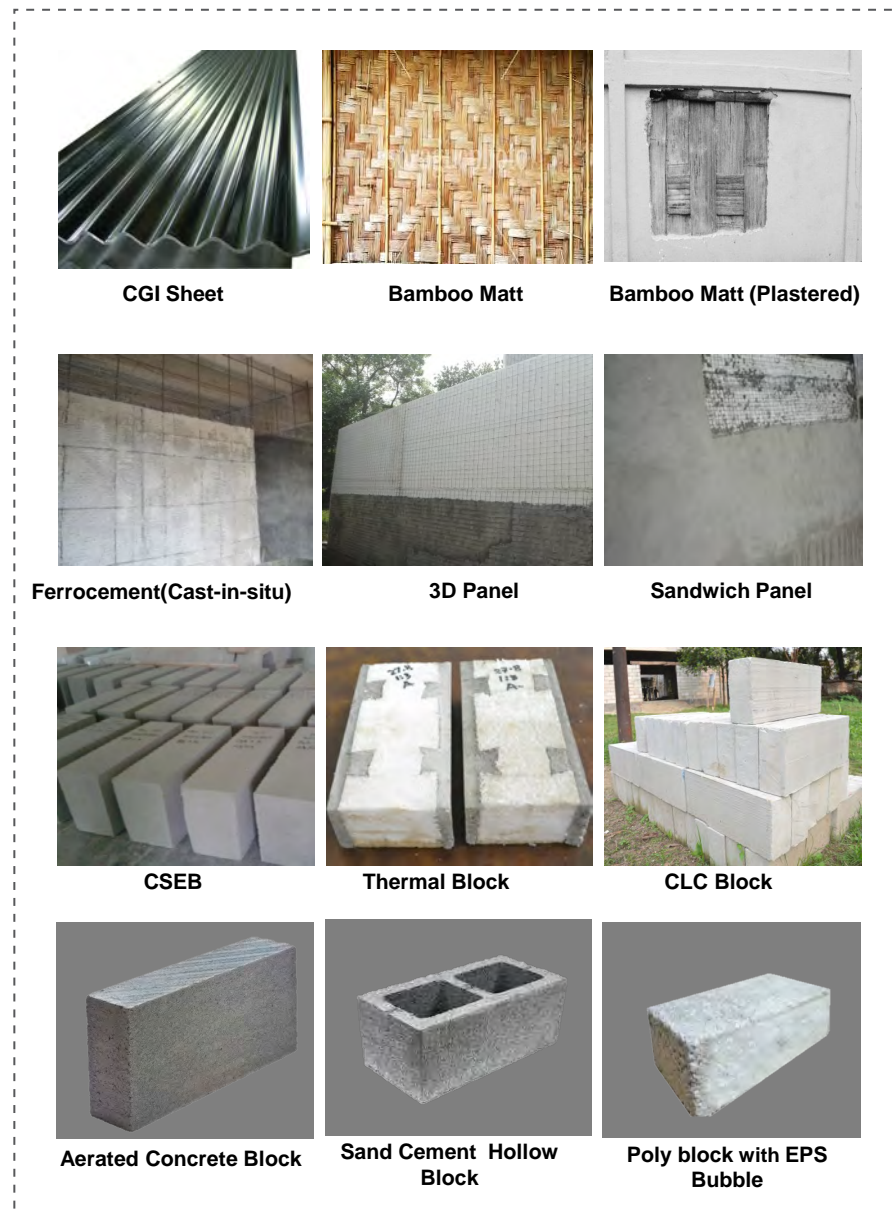 CGI Sheet
Bamboo Matt
Bamboo Matt (Plastered)
Ferrocement(Cast-in-situ)
3D Panel
Sandwich Panel
CSEB
Thermal Block
CLC Block
Aerated Concrete Block
Sand Cement Hollow
Block
Poly block with EPS
Bubble